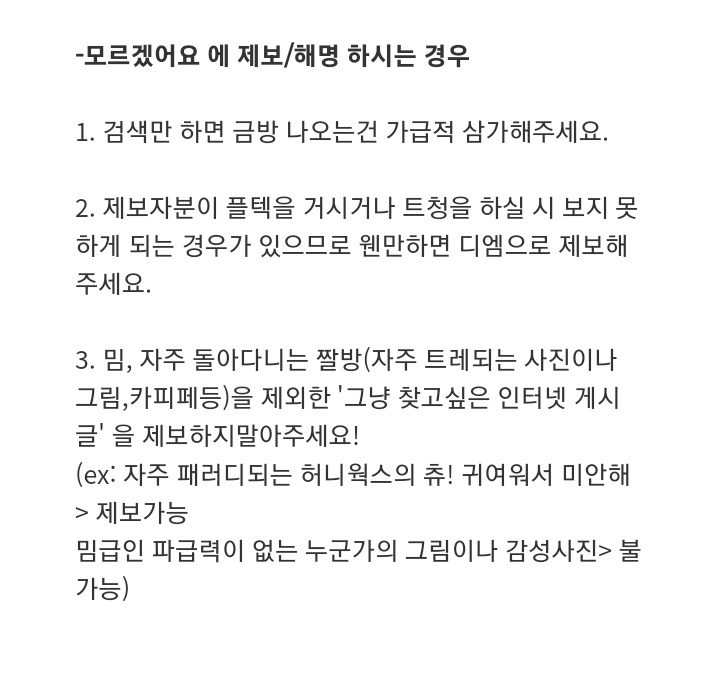 -모르겠어요 에 제보/해명 하시는 경우
1. 검색만 하면 금방 나오는건 가급적 삼가해주세요.
2. 제보자분이 플텍을 거시거나 트청을 하실 시 보지 못
하게 되는 경우가 있으므로 웬만하면 디엠으로 제보해
주세요.
3. 밈, 자주 돌아다니는 짤방(자주 트레되는 사진이나
그림,카피페등)을 제외한 '그냥 찾고싶은 인터넷 게시
글' 을 제보하지말아주세요!
(ex: 자주 패러디되는 허니웍스의 츄! 귀여워서 미안해
> 제보가능
밈급인 파급력이 없는 누군가의 그림이나 감성사진> 불
가능)